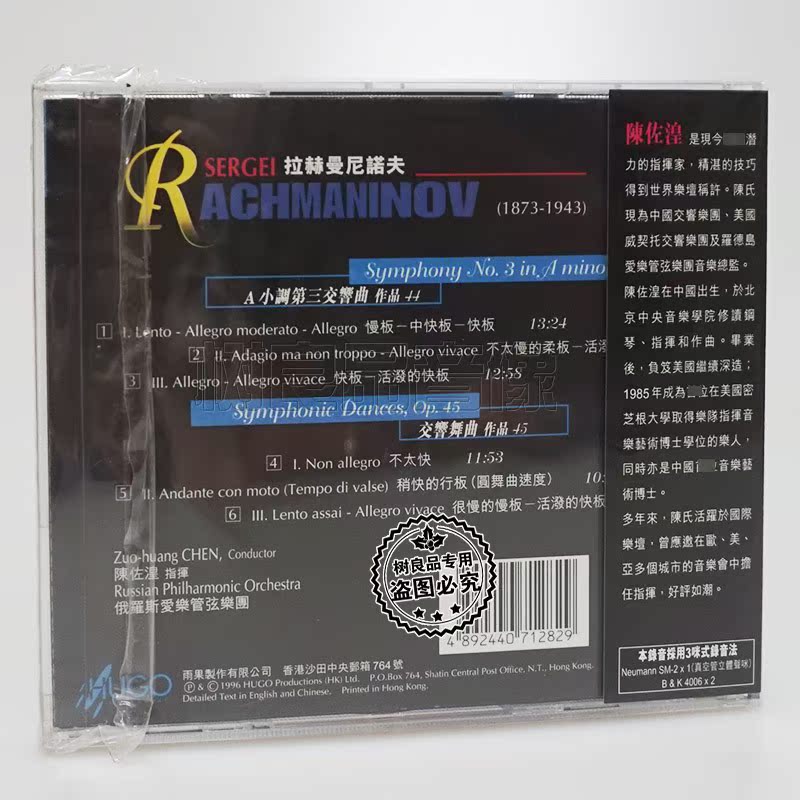 SERGEI 拉赫曼尼諾夫
RACHMANINOV (1873-1943)
Symphony No. 3 in A mino
A小調第三交響曲 作品44
1 I. Lento - Allegro moderato - Allegro 慢板－中快板－快板 13:24
2 II. Adagio ma non troppo - Allegro vivace 不太慢的柔板－活潑
3 III. Allegro - Allegro vivace 快板－活潑的快板 12:58
树良品音像
Symphonic Dances, Op. 45
交響舞曲 作品45
4 I. Non allegro 不太快 11:53
5 II. Andante con moto (Tempo di valse) 稍快的行板(圓舞曲速度) 10:
6 III. Lento assai - Allegro vivace 很慢的慢板－活潑的快板
Zuo-huang CHEN, Conductor
陳佐湟 指揮
Russian Philharmonic Orchestra
俄羅斯愛樂管弦樂團
树良品专用
盗图必究
4 892440 712829
HUGO
雨果製作有限公司 香港沙田中央郵箱764號
℗ & © 1996 HUGO Productions (HK) Ltd. P.O.Box 764, Shatin Central Post Office, N.T., Hong Kong.
Detailed Text in English and Chinese. Printed in Hong Kong.
陳佐湟 是現今 潛
力的指揮家，精湛的技巧
得到世界樂壇稱許。陳氏
現為中國交響樂團、美國
威契托交響樂團及羅德島
愛樂管弦樂團音樂總監。
陳佐湟在中國出生，於北
京中央音樂學院修讀鋼
琴、指揮和作曲。畢業
後，負笈美國繼續深造；
1985年成為 位在美國密
芝根大學取得樂隊指揮音
樂藝術博士學位的樂人，
同時亦是中國 音樂藝
術博士。
多年來，陳氏活躍於國際
樂壇，曾應邀在歐、美、
亞多個城市的音樂會中擔
任指揮，好評如潮。
本錄音採用3咪式錄音法
Neumann SM-2 x 1(真空管立體聲咪)
B & K 4006 x 2